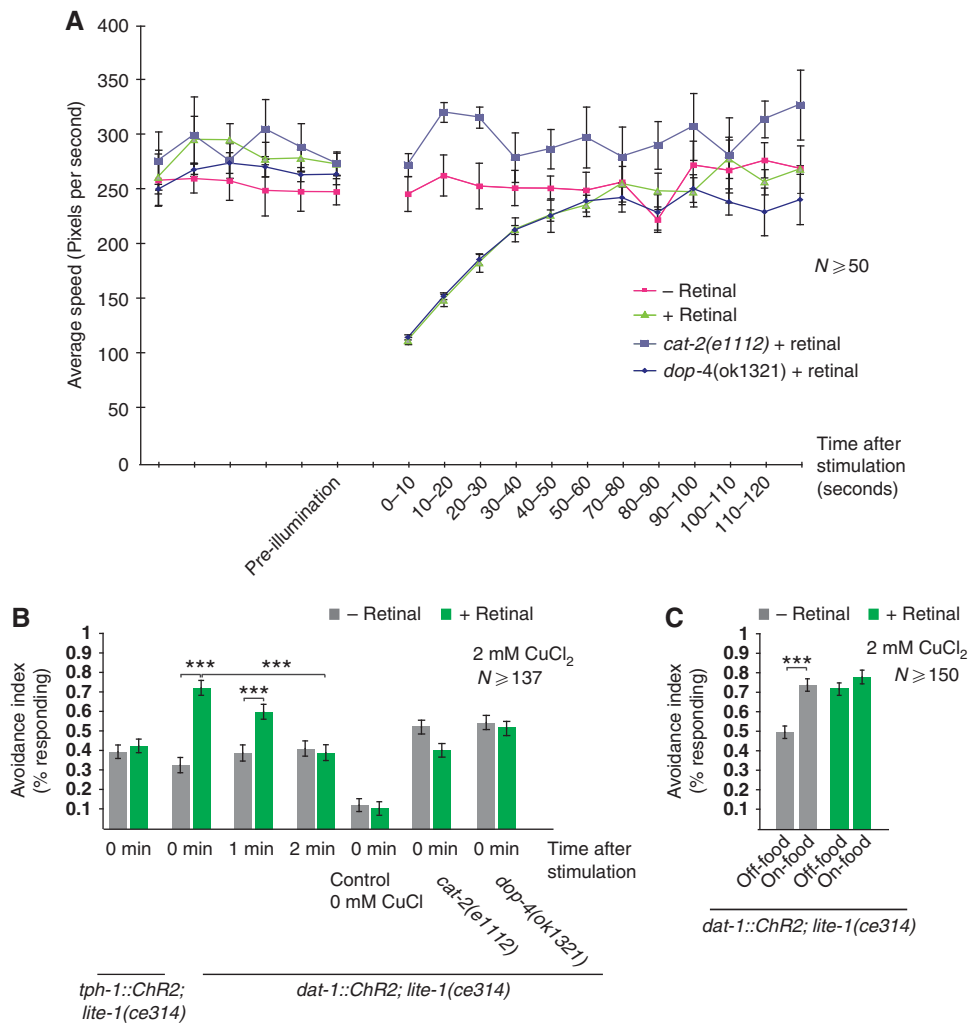 A
400
350
300
250
200
150
100
50
0
Average speed (Pixels per second)
N ⩾ 50
– Retinal
+ Retinal
cat-2(e1112) + retinal
dop-4(ok1321) + retinal
Pre-illumination
0–10
10–20
20–30
30–40
40–50
50–60
70–80
80–90
90–100
100–110
110–120
Time after
stimulation
(seconds)
B
– Retinal
+ Retinal
2 mM CuCl2
N ⩾ 137
Avoidance index
(% responding)
1
0.9
0.8
0.7
0.6
0.5
0.4
0.3
0.2
0.1
***
***
***
0 min
0 min
1 min
2 min
0 min
0 min
0 min
Time after
stimulation
Control
0 mM CuCl
cat-2(e1112)
dop-4(ok1321)
tph-1::ChR2;
lite-1(ce314)
dat-1::ChR2; lite-1(ce314)
C
– Retinal
+ Retinal
2 mM CuCl2
N ⩾ 150
Avoidance index
(% responding)
1
0.9
0.8
0.7
0.6
0.5
0.4
0.3
0.2
0.1
***
Off-food
On-food
Off-food
On-food
dat-1::ChR2; lite-1(ce314)